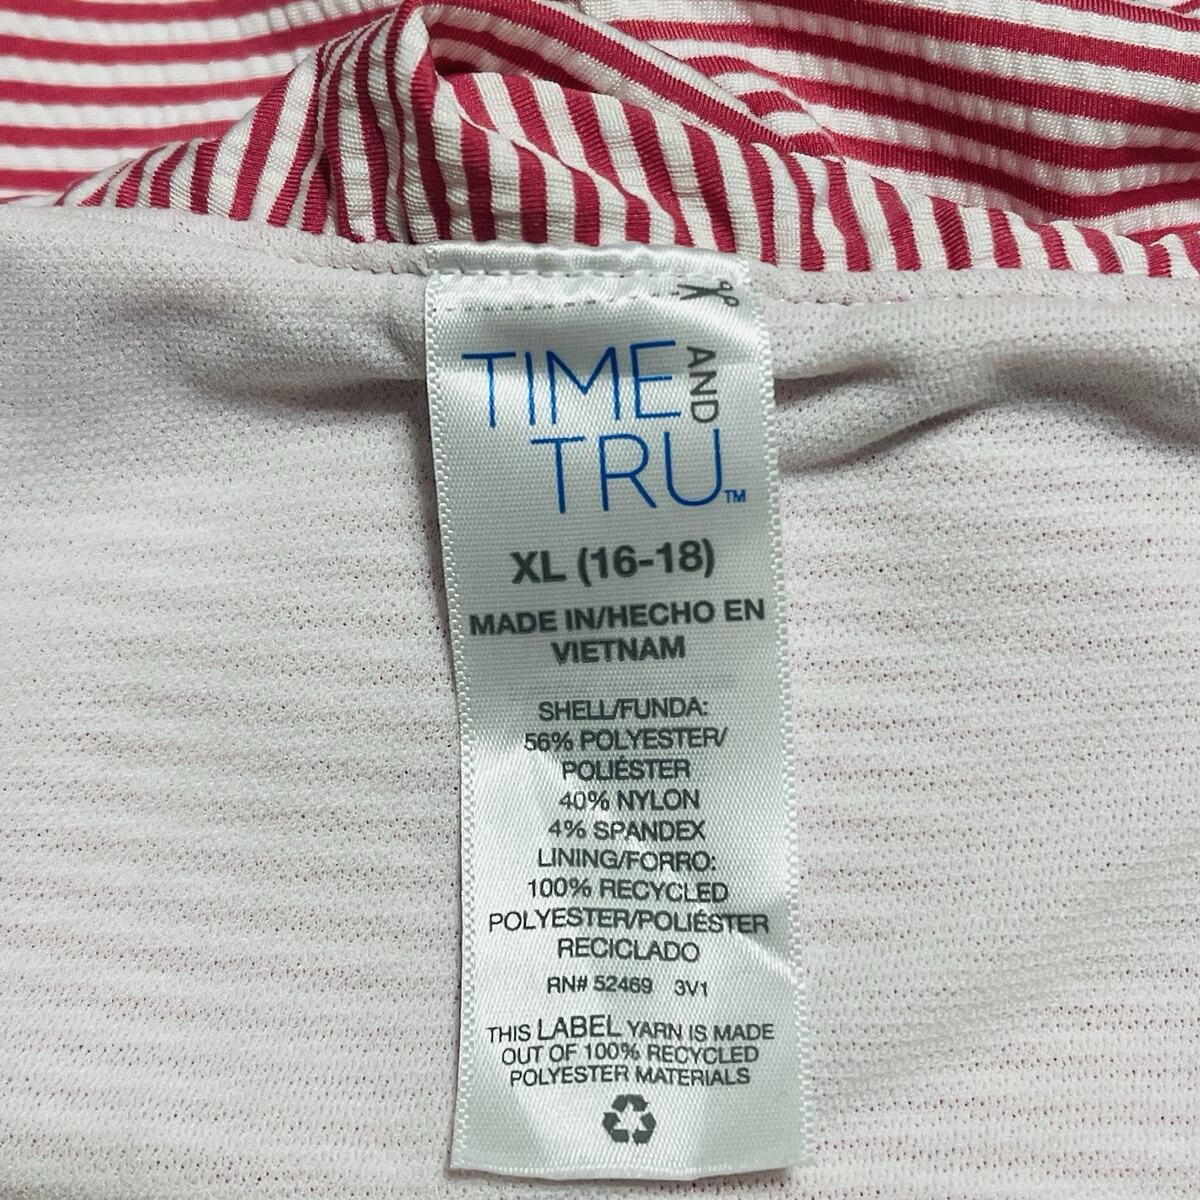 TIME AND
TRU™
XL (16-18)
MADE IN/HECHO EN
VIETNAM
SHELL/FUNDA:
56% POLYESTER/
POLIÉSTER
40% NYLON
4% SPANDEX
LINING/FORRO:
100% RECYCLED
POLYESTER/POLIÉSTER
RECICLADO
RN# 52469 3V1
THIS LABEL YARN IS MADE
OUT OF 100% RECYCLED
POLYESTER MATERIALS